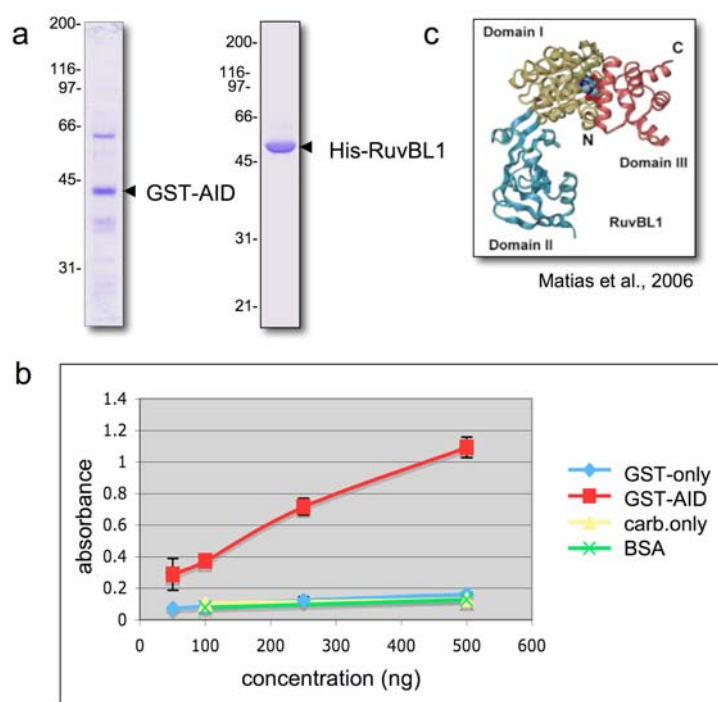 a
200-
116-
97-
66-
45-
31-
GST-AID
200-
116-
97-
66-
45-
31-
21-
His-RuvBL1
c
Domain I
C
N
Domain III
Domain II
RuvBL1
Matias et al., 2006
b
1.4
1.2
1
0.8
0.6
0.4
0.2
0
absorbance
0 100 200 300 400 500 600
concentration (ng)
GST-only
GST-AID
carb.only
BSA